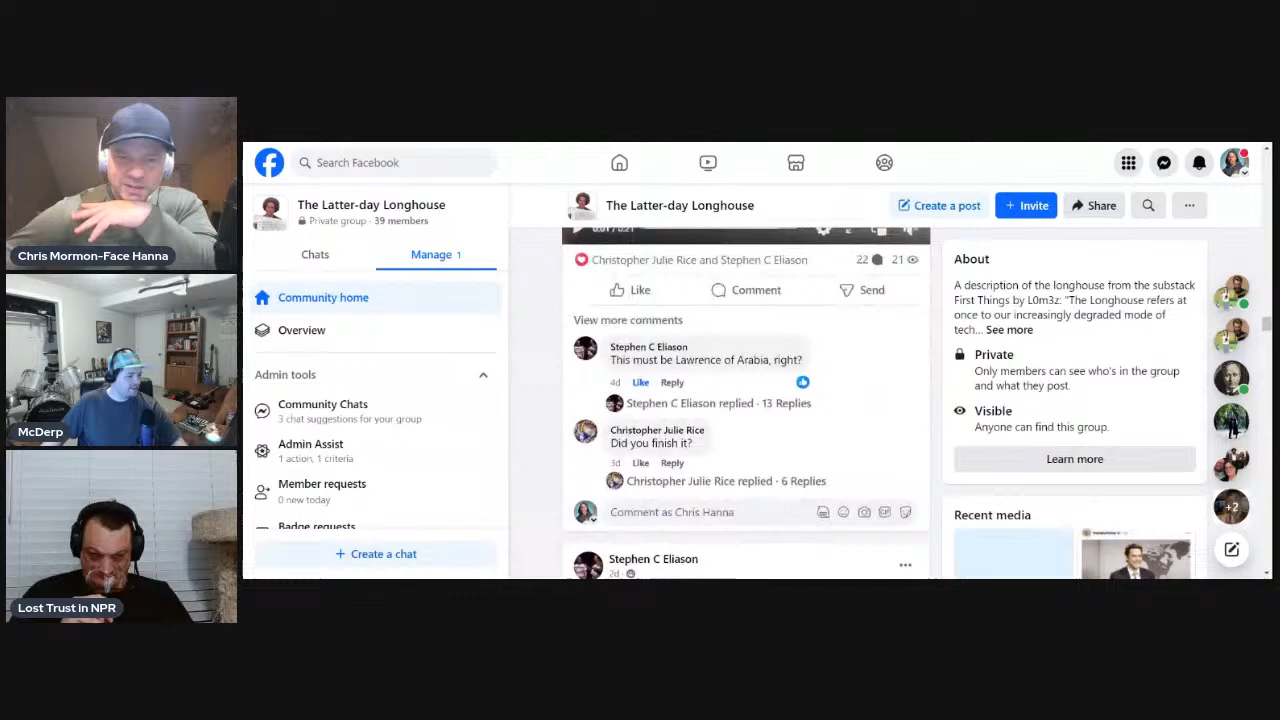 Chris Mormon-Face Hanna
McDerp
Lost Trust in NPR
Search Facebook
The Latter-day Longhouse
Private group · 39 members
Chats
Manage 1
Community home
Overview
Admin tools
Community Chats
3 chat suggestions for your group
Admin Assist
1 action, 1 criteria
Member requests
0 new today
Badge requests
+ Create a chat
The Latter-day Longhouse
Create a post
+ Invite
Share
0:01 / 0:21
Christopher Julie Rice and Stephen C Eliason
22
21
Like
Comment
Send
View more comments
Stephen C Eliason
This must be Lawrence of Arabia, right?
4d Like Reply
Stephen C Eliason replied · 13 Replies
Christopher Julie Rice
Did you finish it?
3d Like Reply
Christopher Julie Rice replied · 6 Replies
Comment as Chris Hanna
GIF
Stephen C Eliason
2d ·
About
A description of the longhouse from the substack
First Things by L0m3z: "The Longhouse refers at
once to our increasingly degraded mode of
tech... See more
Private
Only members can see who's in the group
and what they post.
Visible
Anyone can find this group.
Learn more
Recent media
+2